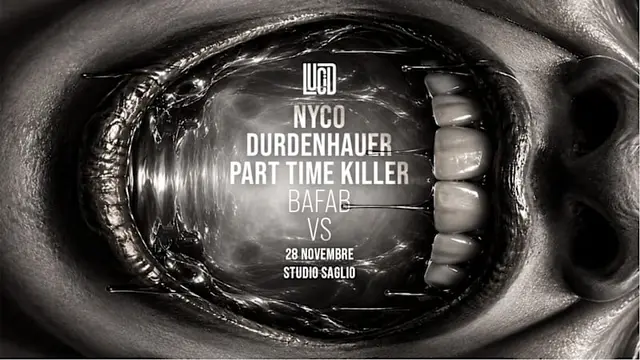 LUCID
NYCO
DURDENHAUER
PART TIME KILLER
BAFAB
VS
28 NOVEMBRE
STUDIO SAGLIO